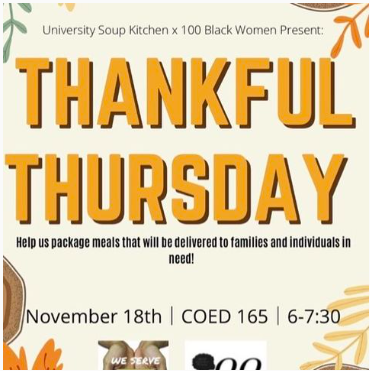 University Soup Kitchen x 100 Black Women Present:
THANKFUL
THURSDAY
Help us package meals that will be delivered to families and individuals in
need!
November 18th | COED 165 | 6-7:30
WE SERVE